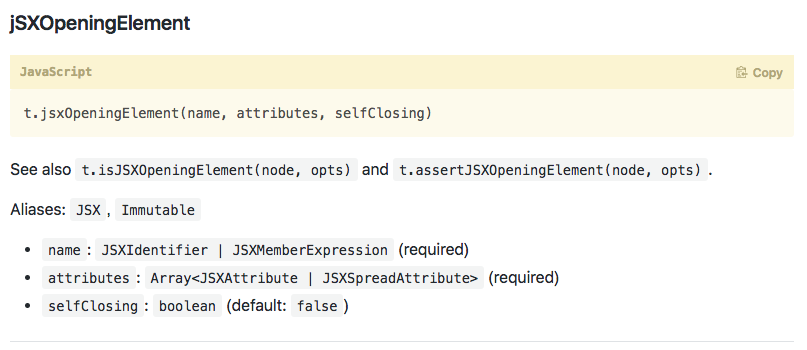 jSXOpeningElement
JavaScript Copy
t.jsxOpeningElement(name, attributes, selfClosing)
See also t.isJSXOpeningElement(node, opts) and t.assertJSXOpeningElement(node, opts).
Aliases: JSX, Immutable
• name: JSXIdentifier | JSXMemberExpression (required)
• attributes: Array<JSXAttribute | JSXSpreadAttribute> (required)
• selfClosing: boolean (default: false)